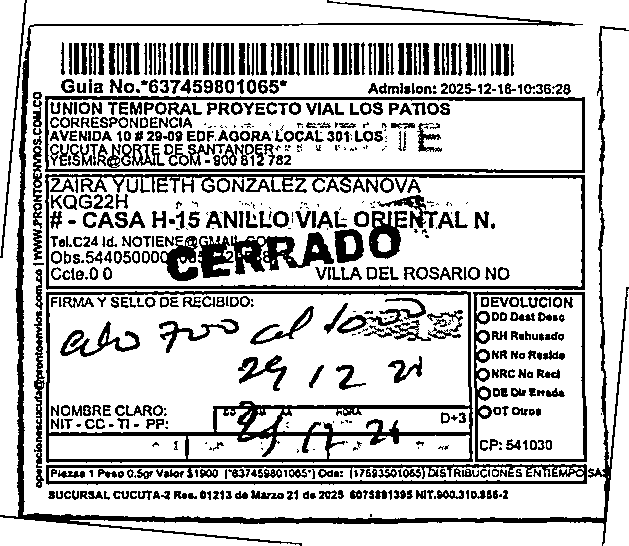 Guia No.*637459801065*
Admision: 2025-12-16-10:36:28
UNION TEMPORAL PROYECTO VIAL LOS PATIOS
CORRESPONDENCIA
AVENIDA 10 # 29-09 EDF AGORA LOCAL 301 LOS
CUCUTA NORTE DE SANTANDER
YEISMIR@GMAIL COM - 900 812 782
ZAIRA YULIETH GONZALEZ CASANOVA
KQG22H
# - CASA H-15 ANILLO VIAL ORIENTAL N.
Tel.C24 Id. NOTIENE@GMAIL.CO
Obs.5440500000
CERRADO
Ccte.0 0
VILLA DEL ROSARIO NO
FIRMA Y SELLO DE RECIBIDO:
29 12
NOMBRE CLARO:
NIT - CC - TI - PP:
HORA
D+3
DEVOLUCION
DD Dest Desc
RH Rehusado
NR No Reside
NRC No Recl
DE Dir Errada
OT Otros
CP: 541030
Piezas 1 Peso 0.5gr Valor $1900 (*637459801065*) Ode: (17593501065) DISTRIBUCIONES ENTIEMPO SAS
SUCURSAL CUCUTA-2 Res. 01213 de Marzo 21 de 2025 6075891395 NIT.900.310.856-2
operacionescucuta@prontoenvios.com.co | WWW.PRONTOENVIOS.COM.CO